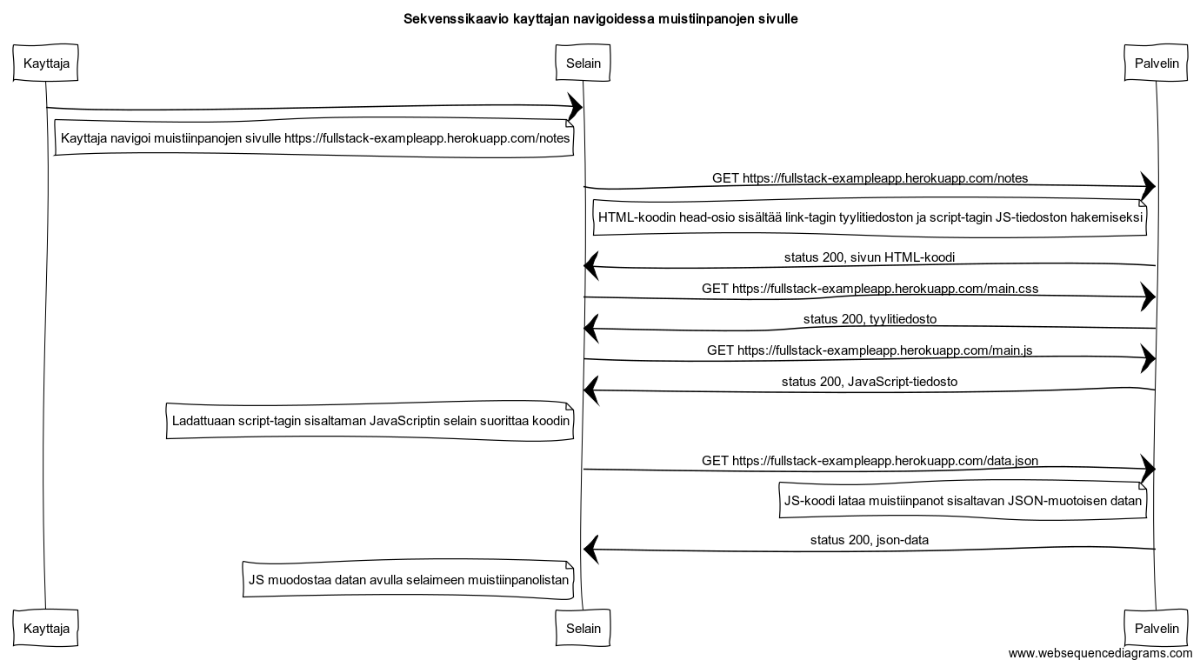 Sekvenssikaavio kayttajan navigoidessa muistiinpanojen sivulle
Kayttaja
Selain
Palvelin
Kayttaja navigoi muistiinpanojen sivulle https://fullstack-exampleapp.herokuapp.com/notes
GET https://fullstack-exampleapp.herokuapp.com/notes
HTML-koodin head-osio sisältää link-tagin tyylitiedoston ja script-tagin JS-tiedoston hakemiseksi
status 200, sivun HTML-koodi
GET https://fullstack-exampleapp.herokuapp.com/main.css
status 200, tyylitiedosto
GET https://fullstack-exampleapp.herokuapp.com/main.js
status 200, JavaScript-tiedosto
Ladattuaan script-tagin sisaltaman JavaScriptin selain suorittaa koodin
GET https://fullstack-exampleapp.herokuapp.com/data.json
JS-koodi lataa muistiinpanot sisaltavan JSON-muotoisen datan
status 200, json-data
JS muodostaa datan avulla selaimeen muistiinpanolistan
Kayttaja
Selain
Palvelin
www.websequencediagrams.com